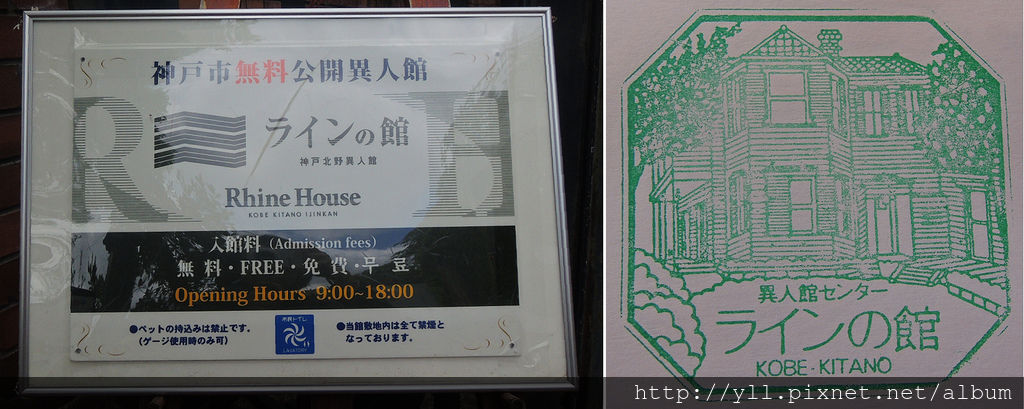 神戸市無料公開異人館
R H
ラインの館
神戸北野異人館
Rhine House
KOBE KITANO IJINKAN
入館料 (Admission fees)
無料・FREE・免費・무료
Opening Hours 9:00~18:00
●ペットの持込みは禁止です。
(ゲージ使用時のみ可)
市民トイレ
LAVATORY
●当館敷地内は全て禁煙と
なっております。
異人館センター
ラインの館
KOBE・KITANO
http://yll.pixnet.net/album